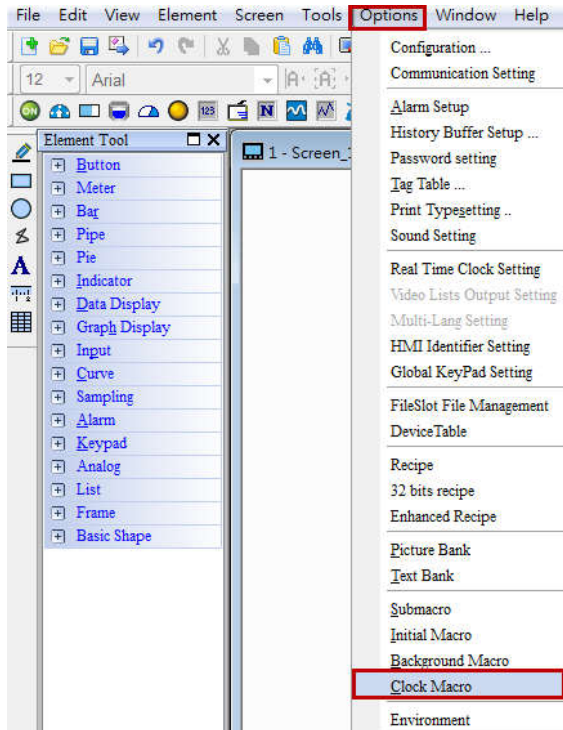 File Edit View Element Screen Tools Options Window Help
12 Arial
Element Tool
Button
Meter
Bar
Pipe
Pie
Indicator
Data Display
Graph Display
Input
Curve
Sampling
Alarm
Keypad
Analog
List
Frame
Basic Shape
1 - Screen_
Configuration ...
Communication Setting
Alarm Setup
History Buffer Setup ...
Password setting
Tag Table ...
Print Typesetting ..
Sound Setting
Real Time Clock Setting
Video Lists Output Setting
Multi-Lang Setting
HMI Identifier Setting
Global KeyPad Setting
FileSlot File Management
DeviceTable
Recipe
32 bits recipe
Enhanced Recipe
Picture Bank
Text Bank
Submacro
Initial Macro
Background Macro
Clock Macro
Environment